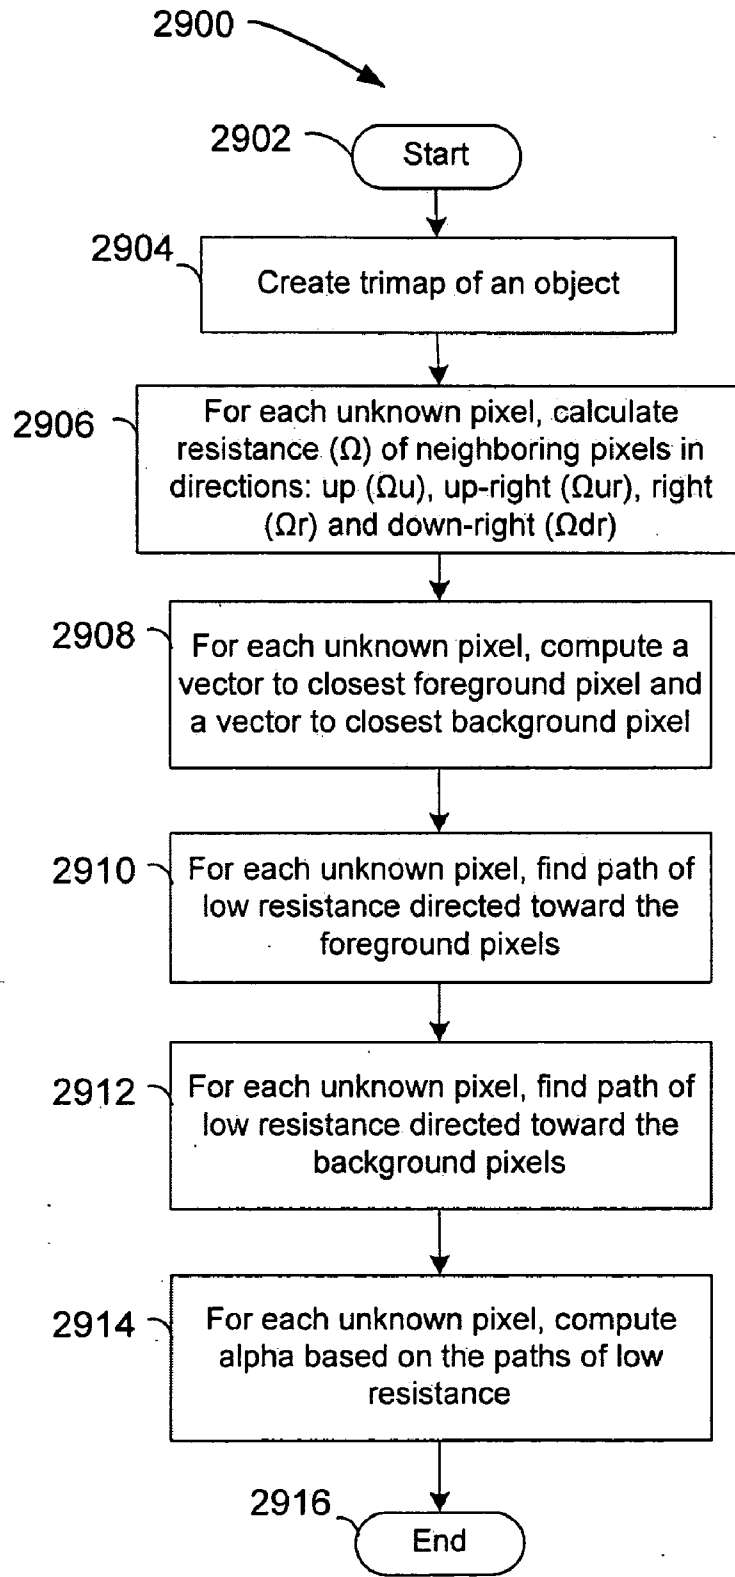 2900
2902
Start
2904
Create trimap of an object
2906
For each unknown pixel, calculate
resistance (Ω) of neighboring pixels in
directions: up (Ωu), up-right (Ωur), right
(Ωr) and down-right (Ωdr)
2908
For each unknown pixel, compute a
vector to closest foreground pixel and
a vector to closest background pixel
2910
For each unknown pixel, find path of
low resistance directed toward the
foreground pixels
2912
For each unknown pixel, find path of
low resistance directed toward the
background pixels
2914
For each unknown pixel, compute
alpha based on the paths of low
resistance
2916
End